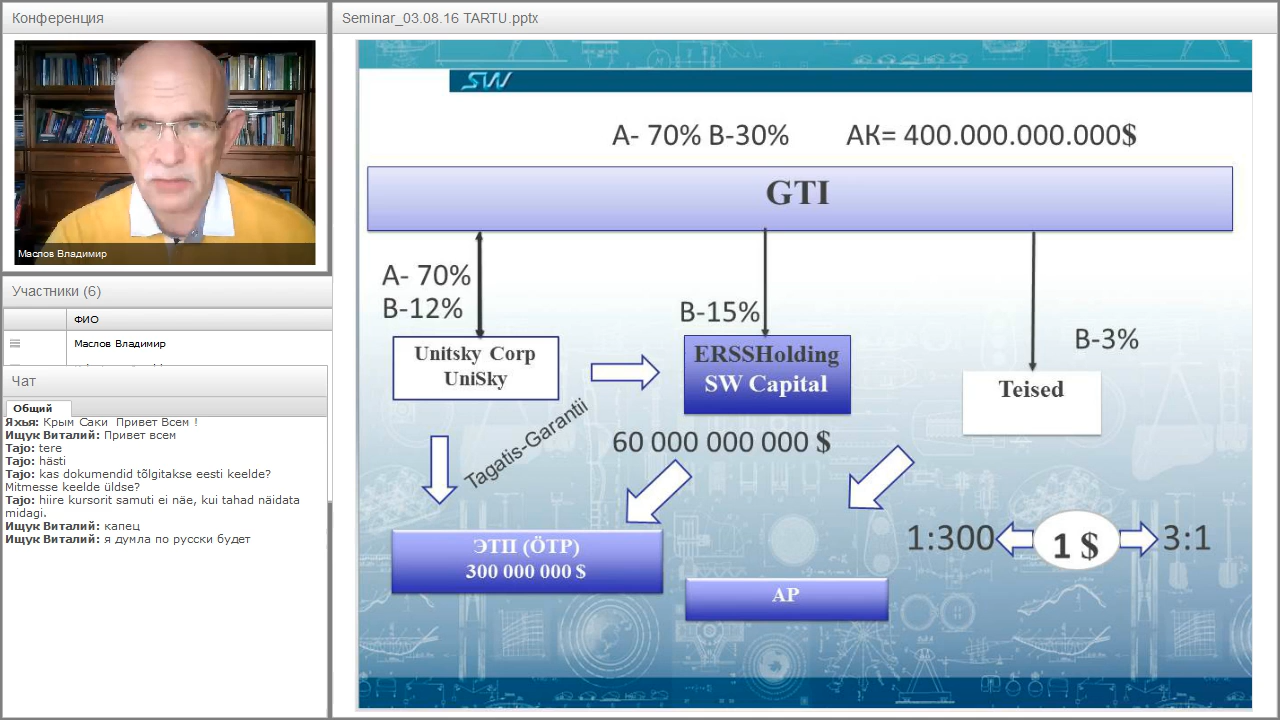 Конференция
Маслов Владимир
Участники (6)
ФИО
Маслов Владимир
Чат
Общий
Яхья: Крым Саки Привет Всем !
Ищук Виталий: Привет всем
Tajo: tere
Tajo: hästi
Tajo: kas dokumendid tõlgitakse eesti keelde?
Mitmesse keelde üldse?
Tajo: hiire kursorit samuti ei näe, kui tahad näidata
midagi.
Ищук Виталий: капец
Ищук Виталий: я думла по русски будет
Seminar_03.08.16 TARTU.pptx
SW
A- 70% B-30%
AK= 400.000.000.000$
GTI
A- 70%
B-12%
B-15%
B-3%
Unitsky Corp
UniSky
ERSSHolding
SW Capital
Teised
Tagatis-Garantii
60 000 000 000 $
1:300
1 $
3:1
ЭТП (ÖTP)
300 000 000 $
AP